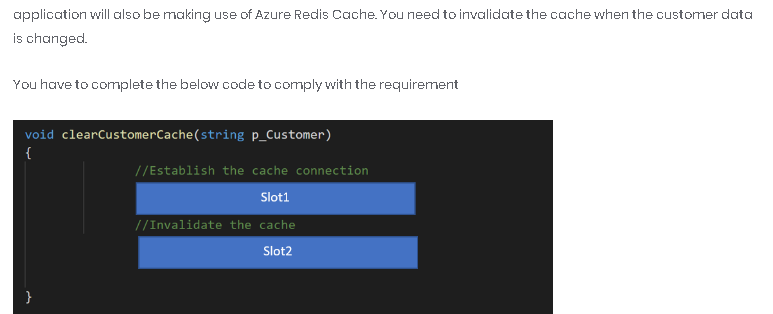 application will also be making use of Azure Redis Cache. You need to invalidate the cache when the customer data
is changed.
You have to complete the below code to comply with the requirement
void clearCustomerCache(string p_Customer)
{
//Establish the cache connection
Slot1
//Invalidate the cache
Slot2
}